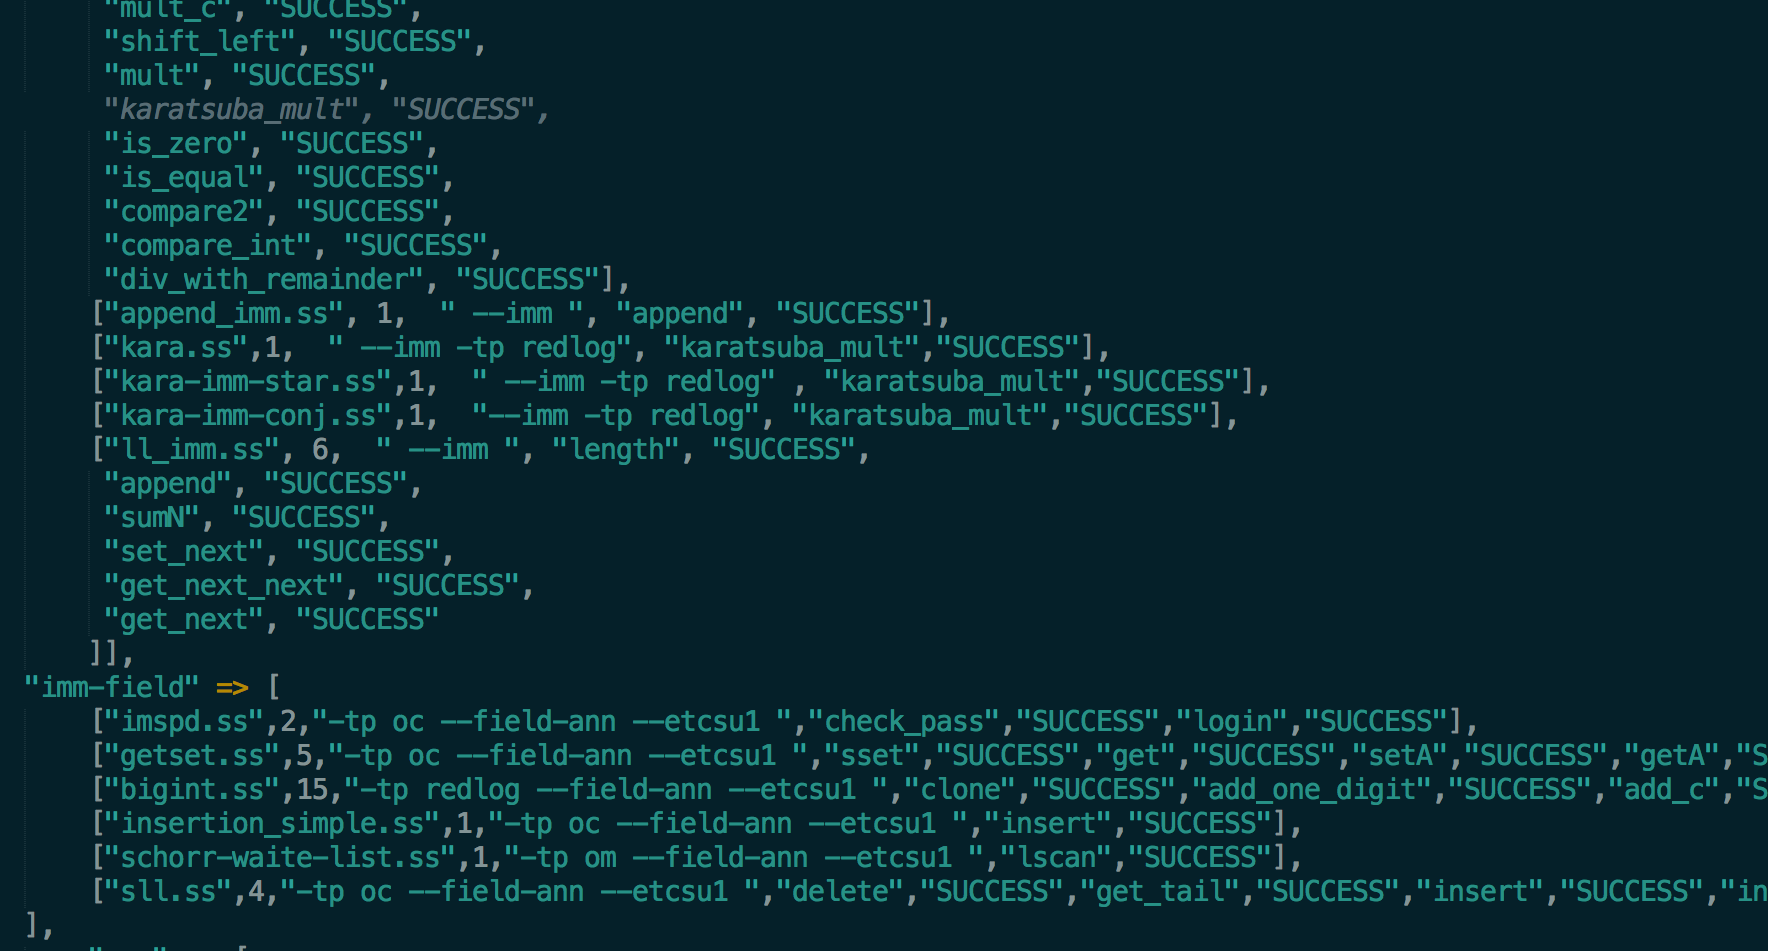 "mult_c", "SUCCESS",
"shift_left", "SUCCESS",
"mult", "SUCCESS",
"karatsuba_mult", "SUCCESS",
"is_zero", "SUCCESS",
"is_equal", "SUCCESS",
"compare2", "SUCCESS",
"compare_int", "SUCCESS",
"div_with_remainder", "SUCCESS"],
["append_imm.ss", 1,  " --imm ", "append", "SUCCESS"],
["kara.ss",1,  " --imm -tp redlog", "karatsuba_mult","SUCCESS"],
["kara-imm-star.ss",1,  " --imm -tp redlog" , "karatsuba_mult","SUCCESS"],
["kara-imm-conj.ss",1,  "--imm -tp redlog", "karatsuba_mult","SUCCESS"],
["ll_imm.ss", 6,  " --imm ", "length", "SUCCESS",
"append", "SUCCESS",
"sumN", "SUCCESS",
"set_next", "SUCCESS",
"get_next_next", "SUCCESS",
"get_next", "SUCCESS"
]],
"imm-field" => [
["imspd.ss",2,"-tp oc --field-ann --etcsu1 ","check_pass","SUCCESS","login","SUCCESS"],
["getset.ss",5,"-tp oc --field-ann --etcsu1 ","sset","SUCCESS","get","SUCCESS","setA","SUCCESS","getA","S
["bigint.ss",15,"-tp redlog --field-ann --etcsu1 ","clone","SUCCESS","add_one_digit","SUCCESS","add_c","S
["insertion_simple.ss",1,"-tp oc --field-ann --etcsu1 ","insert","SUCCESS"],
["schorr-waite-list.ss",1,"-tp om --field-ann --etcsu1 ","lscan","SUCCESS"],
["sll.ss",4,"-tp oc --field-ann --etcsu1 ","delete","SUCCESS","get_tail","SUCCESS","insert","SUCCESS","in
],